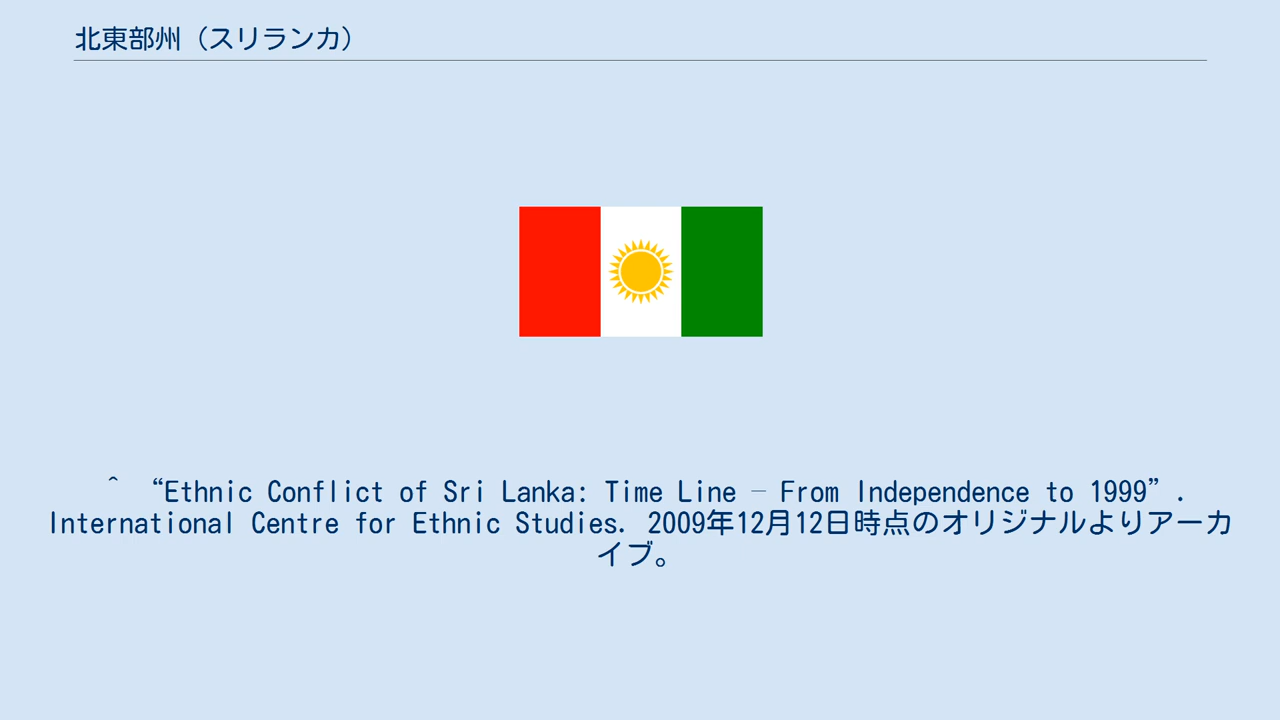 北東部州（スリランカ）
^ “Ethnic Conflict of Sri Lanka: Time Line – From Independence to 1999”.
International Centre for Ethnic Studies. 2009年12月12日時点のオリジナルよりアーカ
イブ。